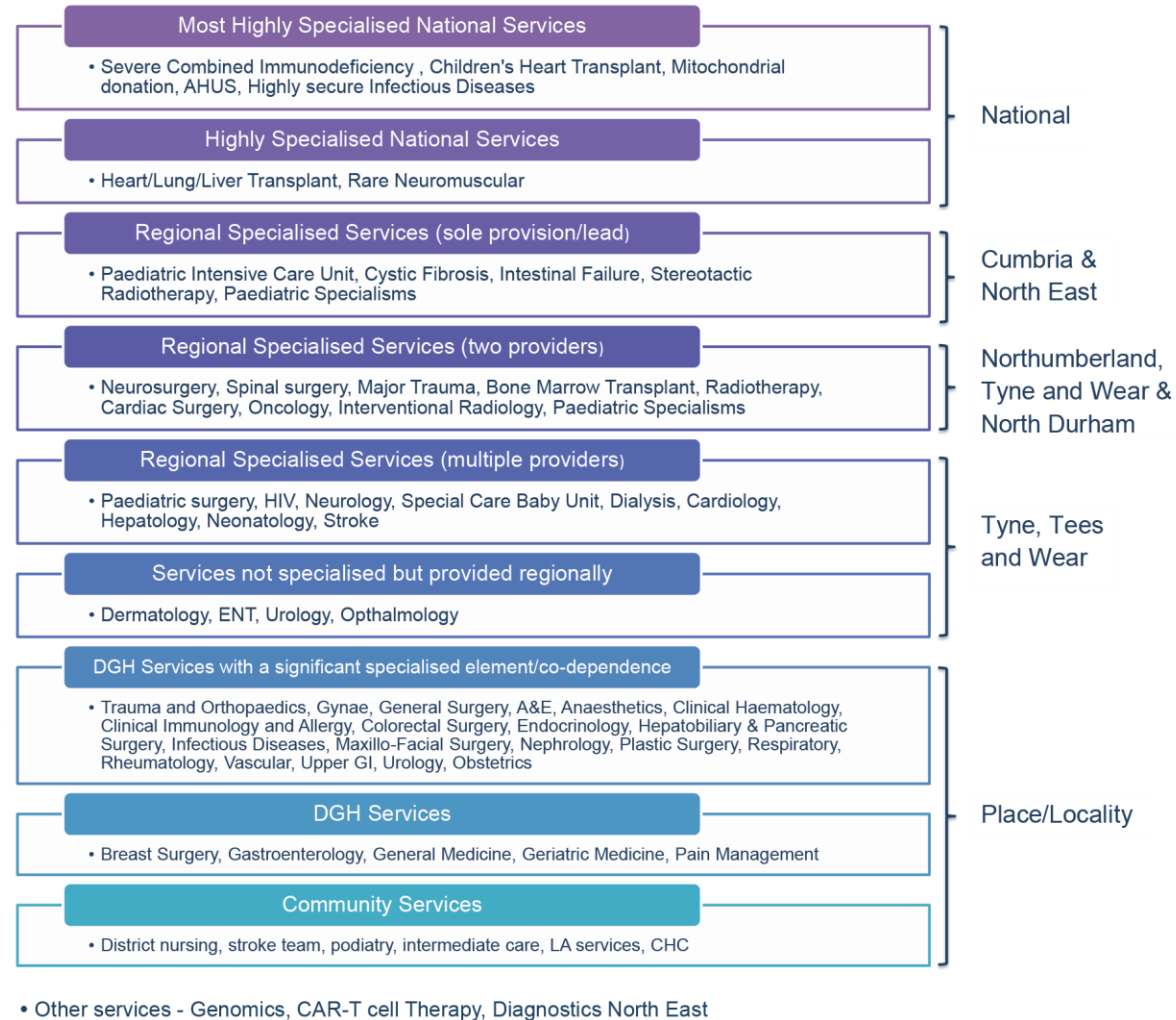 Most Highly Specialised National Services
• Severe Combined Immunodeficiency , Children's Heart Transplant, Mitochondrial
donation, AHUS, Highly secure Infectious Diseases
Highly Specialised National Services
• Heart/Lung/Liver Transplant, Rare Neuromuscular
National
Regional Specialised Services (sole provision/lead)
• Paediatric Intensive Care Unit, Cystic Fibrosis, Intestinal Failure, Stereotactic
Radiotherapy, Paediatric Specialisms
Cumbria &
North East
Regional Specialised Services (two providers)
• Neurosurgery, Spinal surgery, Major Trauma, Bone Marrow Transplant, Radiotherapy,
Cardiac Surgery, Oncology, Interventional Radiology, Paediatric Specialisms
Northumberland,
Tyne and Wear &
North Durham
Regional Specialised Services (multiple providers)
• Paediatric surgery, HIV, Neurology, Special Care Baby Unit, Dialysis, Cardiology,
Hepatology, Neonatology, Stroke
Services not specialised but provided regionally
• Dermatology, ENT, Urology, Opthalmology
Tyne, Tees
and Wear
DGH Services with a significant specialised element/co-dependence
• Trauma and Orthopaedics, Gynae, General Surgery, A&E, Anaesthetics, Clinical Haematology,
Clinical Immunology and Allergy, Colorectal Surgery, Endocrinology, Hepatobiliary & Pancreatic
Surgery, Infectious Diseases, Maxillo-Facial Surgery, Nephrology, Plastic Surgery, Respiratory,
Rheumatology, Vascular, Upper GI, Urology, Obstetrics
DGH Services
• Breast Surgery, Gastroenterology, General Medicine, Geriatric Medicine, Pain Management
Community Services
• District nursing, stroke team, podiatry, intermediate care, LA services, CHC
Place/Locality
• Other services - Genomics, CAR-T cell Therapy, Diagnostics North East